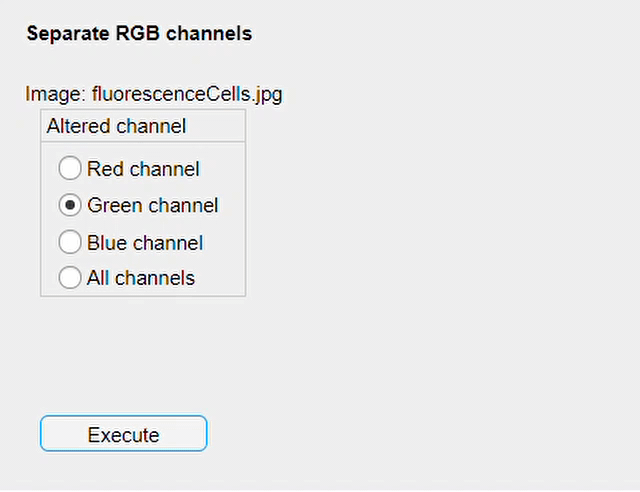 Separate RGB channels
Image: fluorescenceCells.jpg
Altered channel
Red channel
Green channel
Blue channel
All channels
Execute